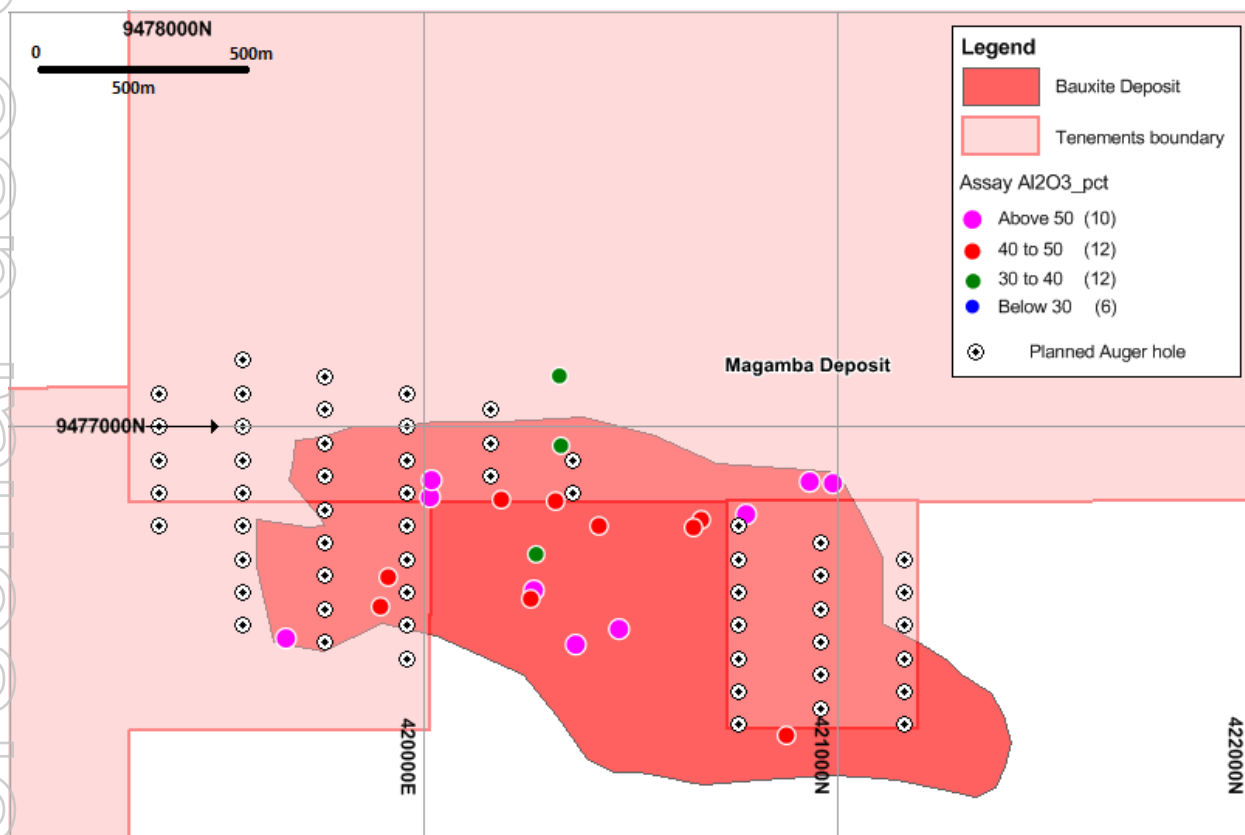 9478000N
0 500m
500m
Legend
Bauxite Deposit
Tenements boundary
Assay Al2O3_pct
Above 50 (10)
40 to 50 (12)
30 to 40 (12)
Below 30 (6)
Planned Auger hole
Magamba Deposit
9477000N
420000E
421000N
422000N